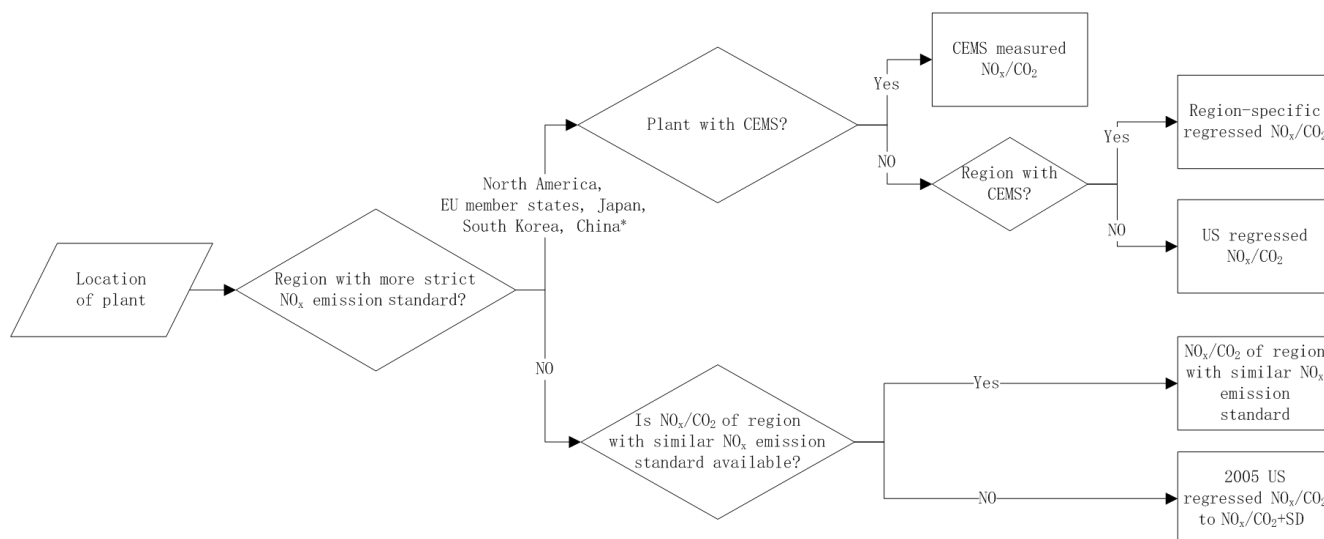 Location
of plant
Region with more strict
NOₓ emission standard?
North America,
EU member states, Japan,
South Korea, China*
NO
Plant with CEMS?
Yes
NO
CEMS measured
NOₓ/CO₂
Region with
CEMS?
Yes
NO
Region-specific
regressed NOₓ/CO₂
US regressed
NOₓ/CO₂
Is NOₓ/CO₂ of region
with similar NOₓ emission
standard available?
Yes
NO
NOₓ/CO₂ of region
with similar NOₓ
emission
standard
2005 US
regressed NOₓ/CO₂
to NOₓ/CO₂+SD